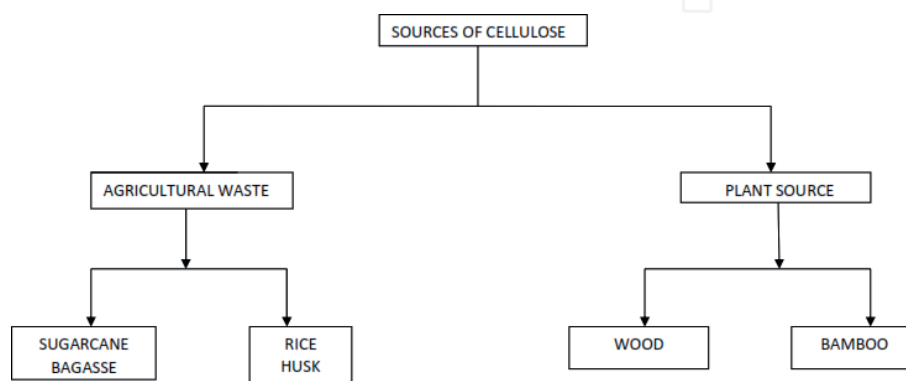 SOURCES OF CELLULOSE
AGRICULTURAL WASTE
PLANT SOURCE
SUGARCANE
BAGASSE
RICE
HUSK
WOOD
BAMBOO